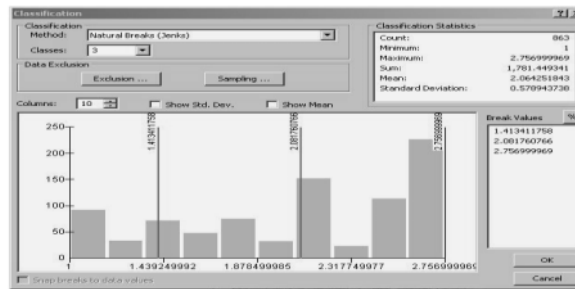 Classification
Classification
Method: Natural Breaks (Jenks)
Classes: 3
Data Exclusion
Exclusion ... Sampling ...
Classification Statistics
Count: 863
Minimum: 1
Maximum: 2.756999969
Sum: 1,781.449341
Mean: 2.064251843
Standard Deviation: 0.578943738
Columns: 10 Show Std. Dev. Show Mean
250
200
150
100
50
0
1.413411758
2.081760766
2.756999969
1 1.439249992 1.878499985 2.317749977 2.756999969
Break Values %
1.413411758
2.081760766
2.756999969
OK
Cancel
Snap breaks to data values